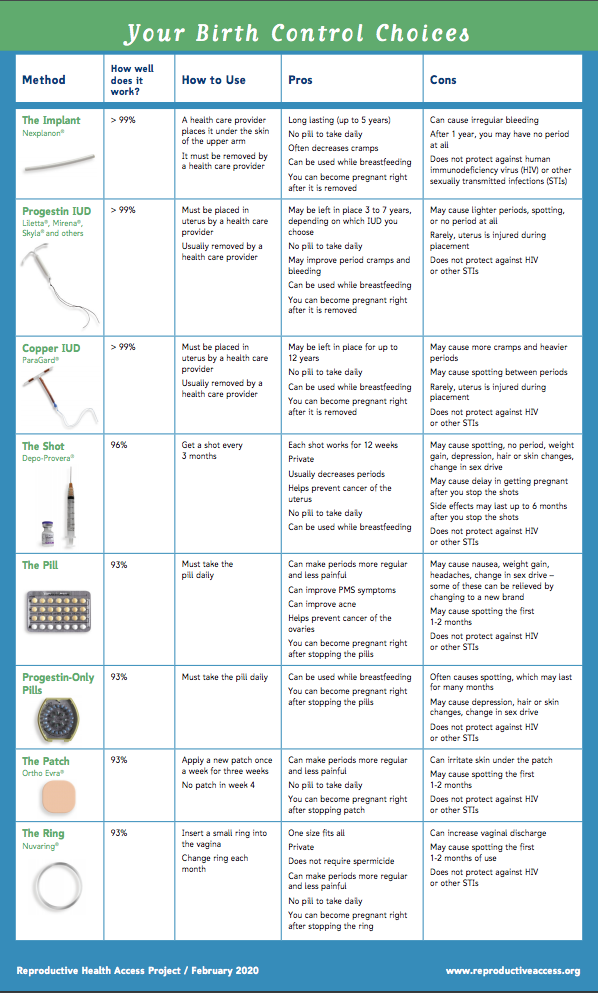 Your Birth Control Choices
Method
How well
does it
work?
How to Use
Pros
Cons
The Implant
Nexplanon®
> 99%
A health care provider
places it under the skin
of the upper arm
It must be removed by
a health care provider
Long lasting (up to 5 years)
No pill to take daily
Often decreases cramps
Can be used while breastfeeding
You can become pregnant right
after it is removed
Can cause irregular bleeding
After 1 year, you may have no period
at all
Does not protect against human
immunodeficiency virus (HIV) or other
sexually transmitted infections (STIs)
Progestin IUD
Liletta®, Mirena®,
Skyla® and others
> 99%
Must be placed in
uterus by a health care
provider
Usually removed by a
health care provider
May be left in place 3 to 7 years,
depending on which IUD you
choose
No pill to take daily
May improve period cramps and
bleeding
Can be used while breastfeeding
You can become pregnant right
after it is removed
May cause lighter periods, spotting,
or no period at all
Rarely, uterus is injured during
placement
Does not protect against HIV
or other STIs
Copper IUD
ParaGard®
> 99%
Must be placed in
uterus by a health care
provider
Usually removed by a
health care provider
May be left in place for up to
12 years
No pill to take daily
Can be used while breastfeeding
You can become pregnant right
after it is removed
May cause more cramps and heavier
periods
May cause spotting between periods
Rarely, uterus is injured during
placement
Does not protect against HIV
or other STIs
The Shot
Depo-Provera®
96%
Get a shot every
3 months
Each shot works for 12 weeks
Private
Usually decreases periods
Helps prevent cancer of the
uterus
No pill to take daily
Can be used while breastfeeding
May cause spotting, no period, weight
gain, depression, hair or skin changes,
change in sex drive
May cause delay in getting pregnant
after you stop the shots
Side effects may last up to 6 months
after you stop the shots
Does not protect against HIV
or other STIs
The Pill
93%
Must take the
pill daily
Can make periods more regular
and less painful
Can improve PMS symptoms
Can improve acne
Helps prevent cancer of the
ovaries
You can become pregnant right
after stopping the pills
May cause nausea, weight gain,
headaches, change in sex drive –
some of these can be relieved by
changing to a new brand
May cause spotting the first
1-2 months
Does not protect against HIV
or other STIs
Progestin-Only
Pills
93%
Must take the pill daily
Can be used while breastfeeding
You can become pregnant right
after stopping the pills
Often causes spotting, which may last
for many months
May cause depression, hair or skin
changes, change in sex drive
Does not protect against HIV
or other STIs
The Patch
Ortho Evra®
93%
Apply a new patch once
a week for three weeks
No patch in week 4
Can make periods more regular
and less painful
No pill to take daily
You can become pregnant right
after stopping patch
Can irritate skin under the patch
May cause spotting the first
1-2 months
Does not protect against HIV
or other STIs
The Ring
Nuvaring®
93%
Insert a small ring into
the vagina
Change ring each
month
One size fits all
Private
Does not require spermicide
Can make periods more regular
and less painful
No pill to take daily
You can become pregnant right
after stopping the ring
Can increase vaginal discharge
May cause spotting the first
1-2 months of use
Does not protect against HIV
or other STIs
Reproductive Health Access Project / February 2020
www.reproductiveaccess.org